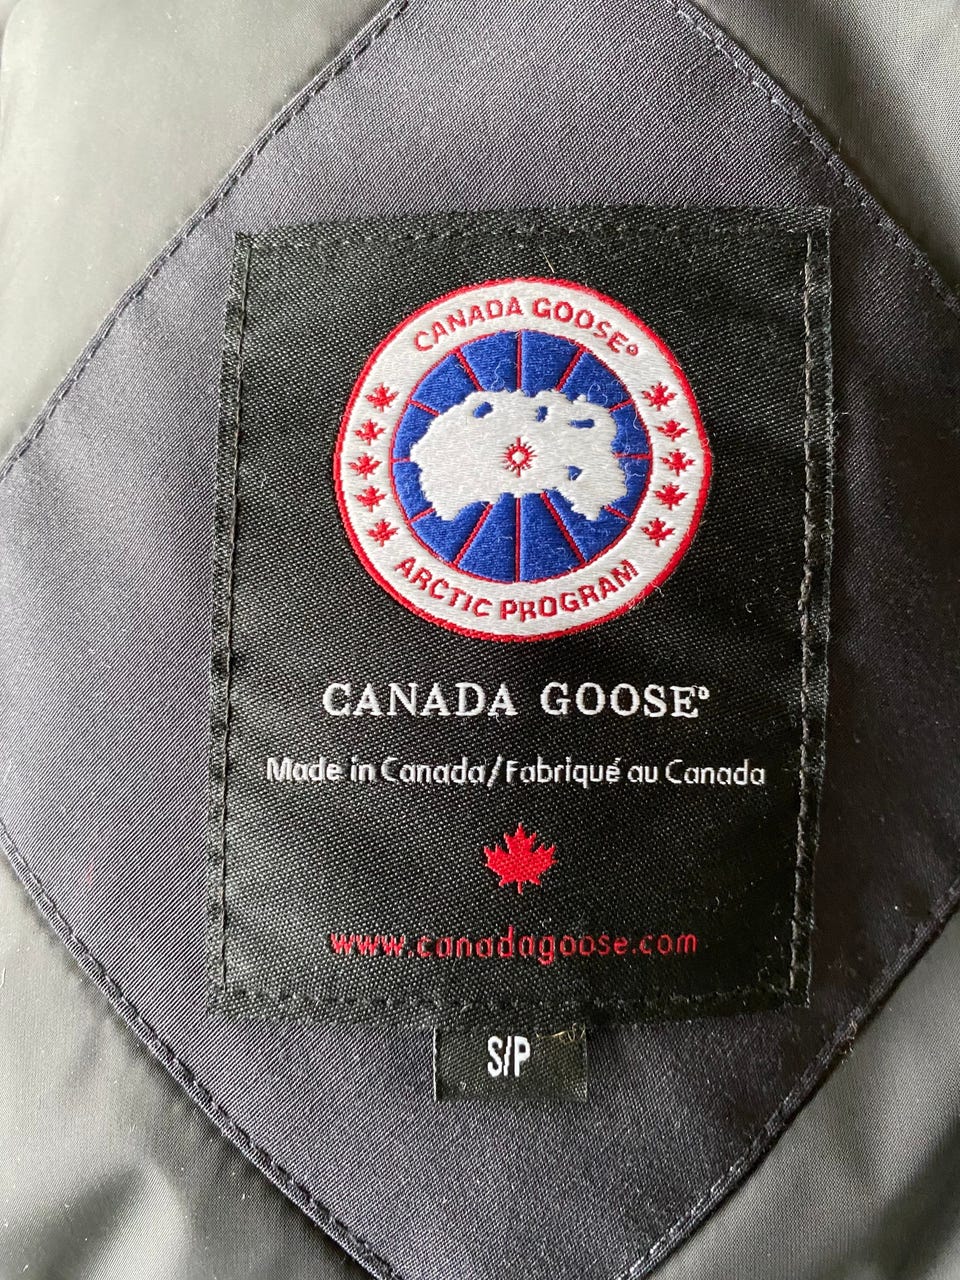 CANADA GOOSE®
ARCTIC PROGRAM
CANADA GOOSE®
Made in Canada/Fabriqué au Canada
www.canadagoose.com
S/P